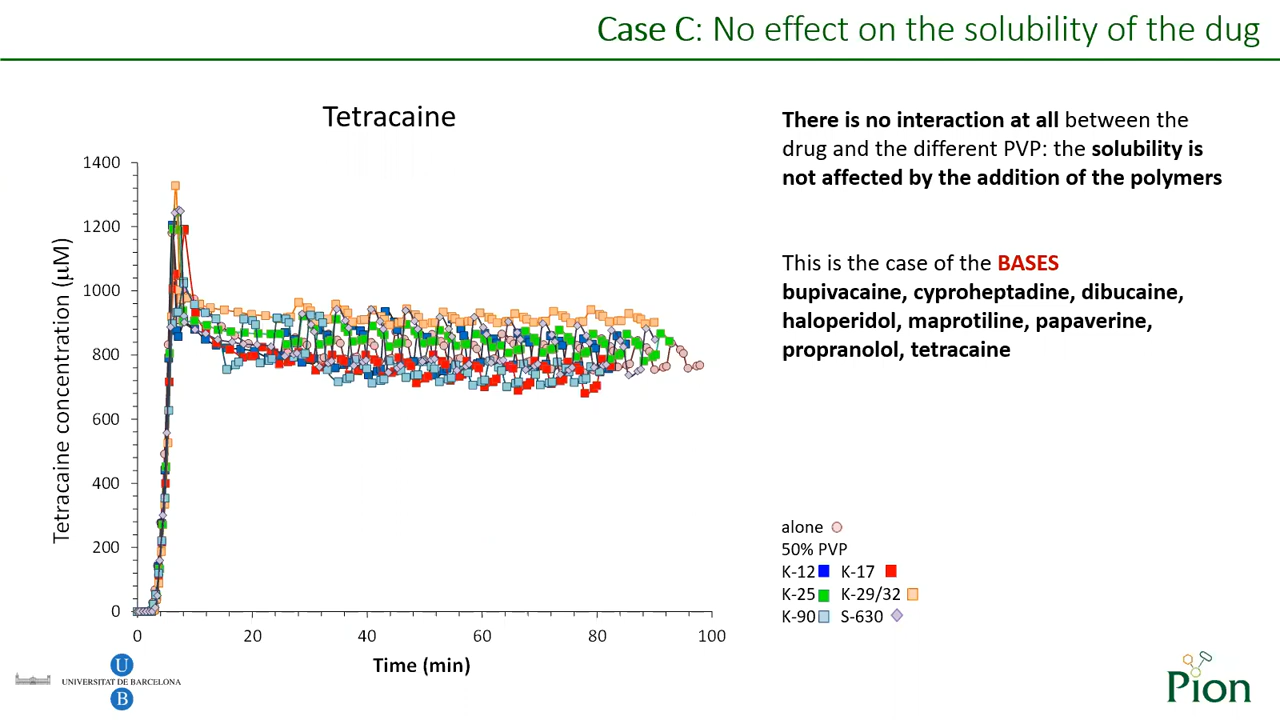 Case C: No effect on the solubility of the dug
Tetracaine
There is no interaction at all between the
drug and the different PVP: the solubility is
not affected by the addition of the polymers
This is the case of the BASES
bupivacaine, cyproheptadine, dibucaine,
haloperidol, maprotiline, papaverine,
propranolol, tetracaine
Tetracaine concentration (µM)
1400
1200
1000
800
600
400
200
0
0 20 40 60 80 100
Time (min)
alone
50% PVP
K-12 K-17
K-25 K-29/32
K-90 S-630
U
UNIVERSITAT DE BARCELONA
B
Pion